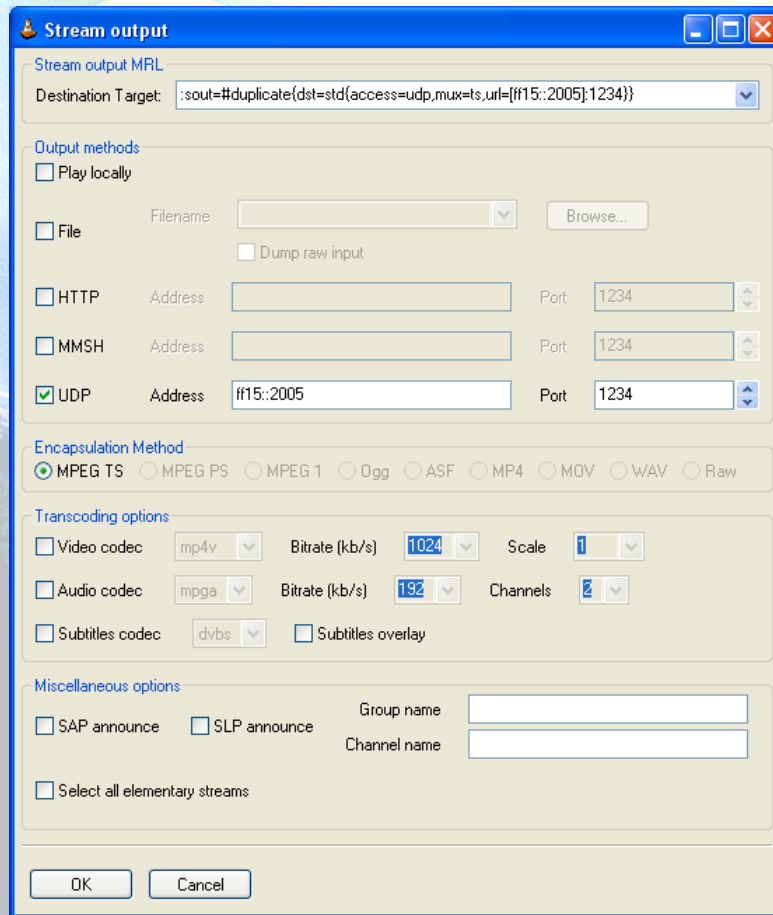 Stream output
Stream output MRL
Destination Target: :sout=#duplicate{dst=std{access=udp,mux=ts,url=[ff15::2005]:1234}}
Output methods
Play locally
File Filename Browse...
Dump raw input
HTTP Address Port 1234
MMSH Address Port 1234
UDP Address ff15::2005 Port 1234
Encapsulation Method
MPEG TS MPEG PS MPEG 1 Ogg ASF MP4 MOV WAV Raw
Transcoding options
Video codec mp4v Bitrate (kb/s) 1024 Scale 1
Audio codec mpga Bitrate (kb/s) 192 Channels 2
Subtitles codec dvbs Subtitles overlay
Miscellaneous options
SAP announce SLP announce Group name
Channel name
Select all elementary streams
OK Cancel